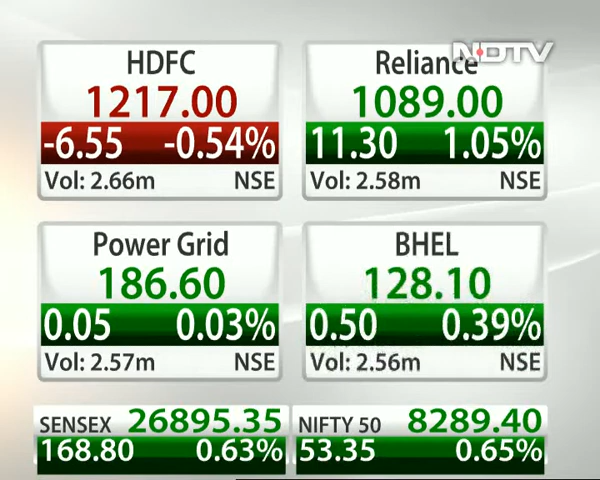 NDTV
HDFC
1217.00
-6.55 -0.54%
Vol: 2.66m NSE
Reliance
1089.00
11.30 1.05%
Vol: 2.58m NSE
Power Grid
186.60
0.05 0.03%
Vol: 2.57m NSE
BHEL
128.10
0.50 0.39%
Vol: 2.56m NSE
SENSEX 26895.35
168.80 0.63%
NIFTY 50 8289.40
53.35 0.65%